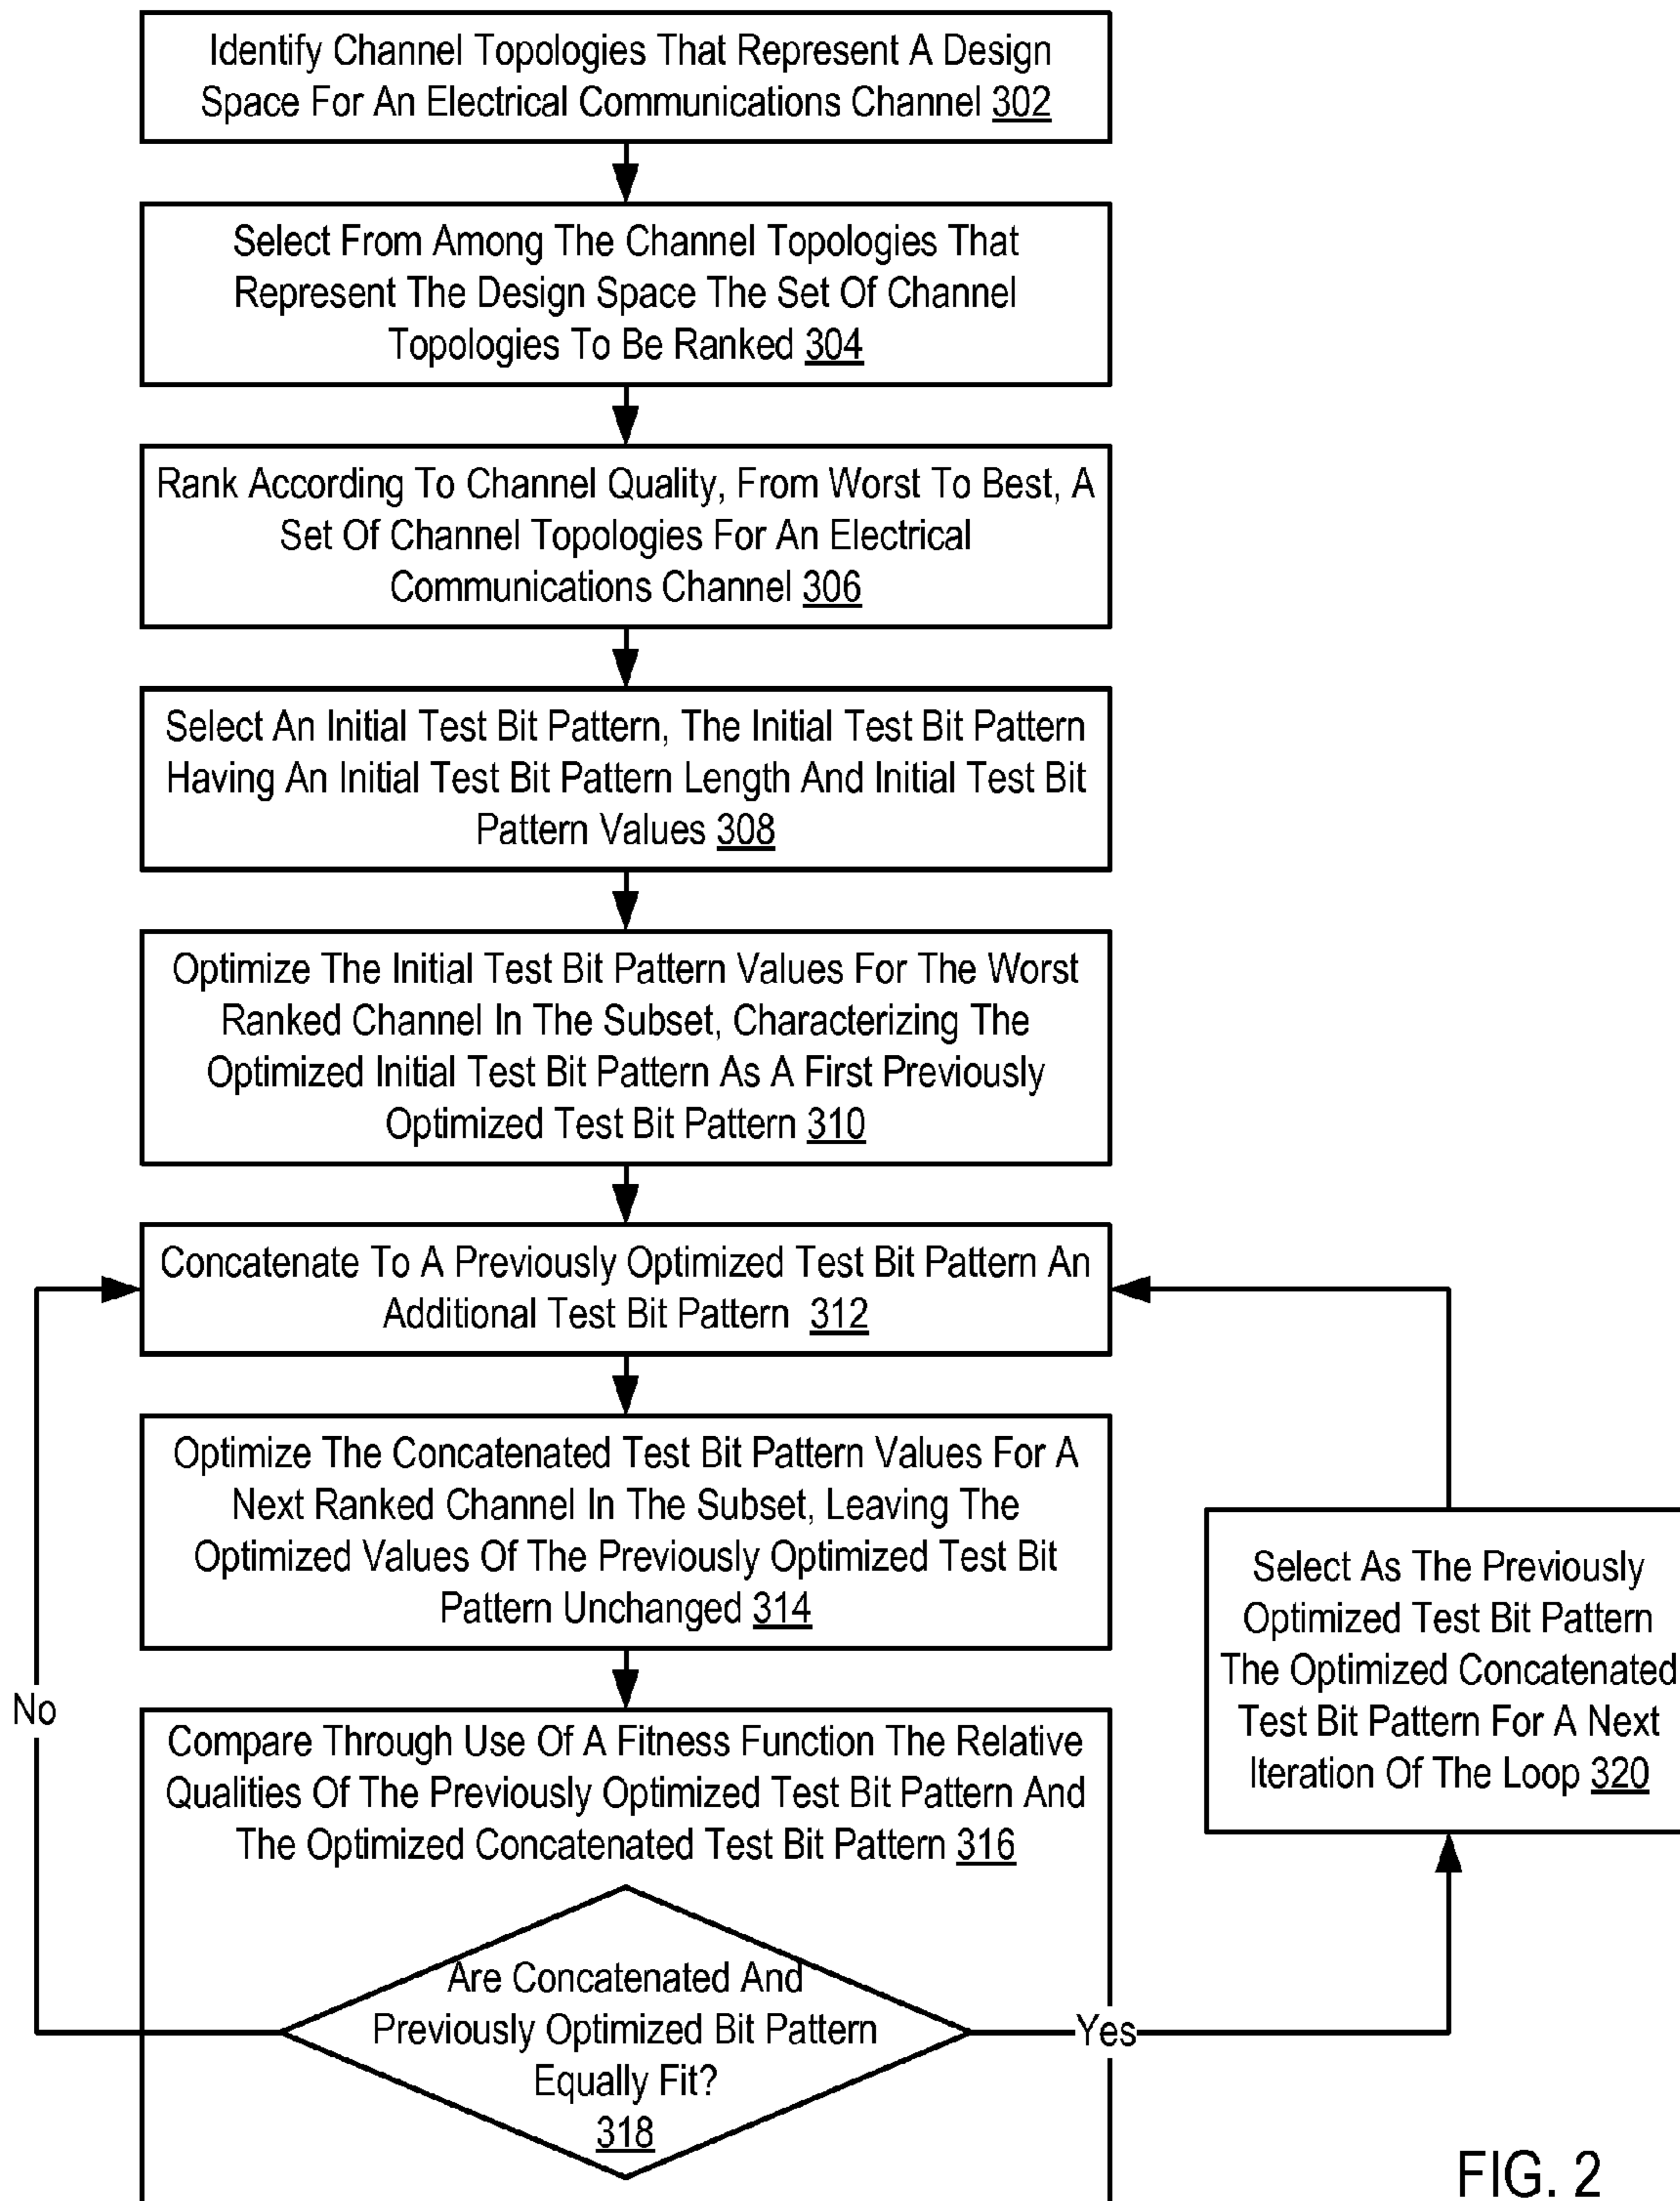 Identify Channel Topologies That Represent A Design
Space For An Electrical Communications Channel 302
Select From Among The Channel Topologies That
Represent The Design Space The Set Of Channel
Topologies To Be Ranked 304
Rank According To Channel Quality, From Worst To Best, A
Set Of Channel Topologies For An Electrical
Communications Channel 306
Select An Initial Test Bit Pattern, The Initial Test Bit Pattern
Having An Initial Test Bit Pattern Length And Initial Test Bit
Pattern Values 308
Optimize The Initial Test Bit Pattern Values For The Worst
Ranked Channel In The Subset, Characterizing The
Optimized Initial Test Bit Pattern As A First Previously
Optimized Test Bit Pattern 310
Concatenate To A Previously Optimized Test Bit Pattern An
Additional Test Bit Pattern 312
Optimize The Concatenated Test Bit Pattern Values For A
Next Ranked Channel In The Subset, Leaving The
Optimized Values Of The Previously Optimized Test Bit
Pattern Unchanged 314
Select As The Previously
Optimized Test Bit Pattern
The Optimized Concatenated
Test Bit Pattern For A Next
Iteration Of The Loop 320
No
Compare Through Use Of A Fitness Function The Relative
Qualities Of The Previously Optimized Test Bit Pattern And
The Optimized Concatenated Test Bit Pattern 316
Are Concatenated And
Previously Optimized Bit Pattern
Equally Fit?
318
Yes
FIG. 2